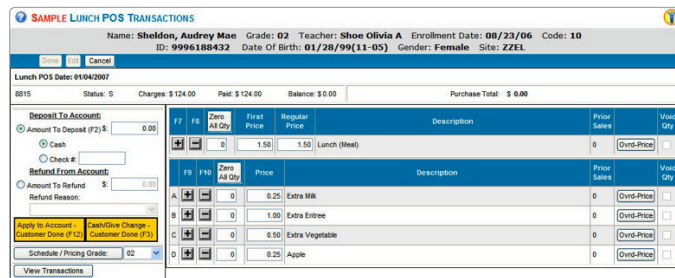 SAMPLE LUNCH POS TRANSACTIONS
Name: Sheldon, Audrey Mae Grade: 02 Teacher: Shoe Olivia A Enrollment Date: 08/23/06 Code: 10
ID: 9996188432 Date Of Birth: 01/28/99(11-05) Gender: Female Site: ZZEL
Done Edit Cancel
Lunch POS Date: 01/04/2007
8815 Status: S Charges: $ 124.00 Paid: $ 124.00 Balance: $ 0.00 Purchase Total: $ 0.00
Deposit To Account:
Amount To Deposit (F2) $: 0.00
Cash
Check #:
Refund From Account:
Amount To Refund $: 0.00
Refund Reason:
Apply to Account - Customer Done (F12)
Cash/Give Change - Customer Done (F3)
Schedule / Pricing Grade: 02
View Transactions
F7 F8 Zero All Qty First Price Regular Price Description Prior Sales Void Qty
+ - 0 1.50 1.50 Lunch (Meal) 0 Ovrd-Price
F9 F10 Zero All Qty Price Description Prior Sales Void Qty
A + - 0 0.25 Extra Milk 0 Ovrd-Price
B + - 0 1.00 Extra Entree 0 Ovrd-Price
C + - 0 0.50 Extra Vegetable 0 Ovrd-Price
D + - 0 0.25 Apple 0 Ovrd-Price